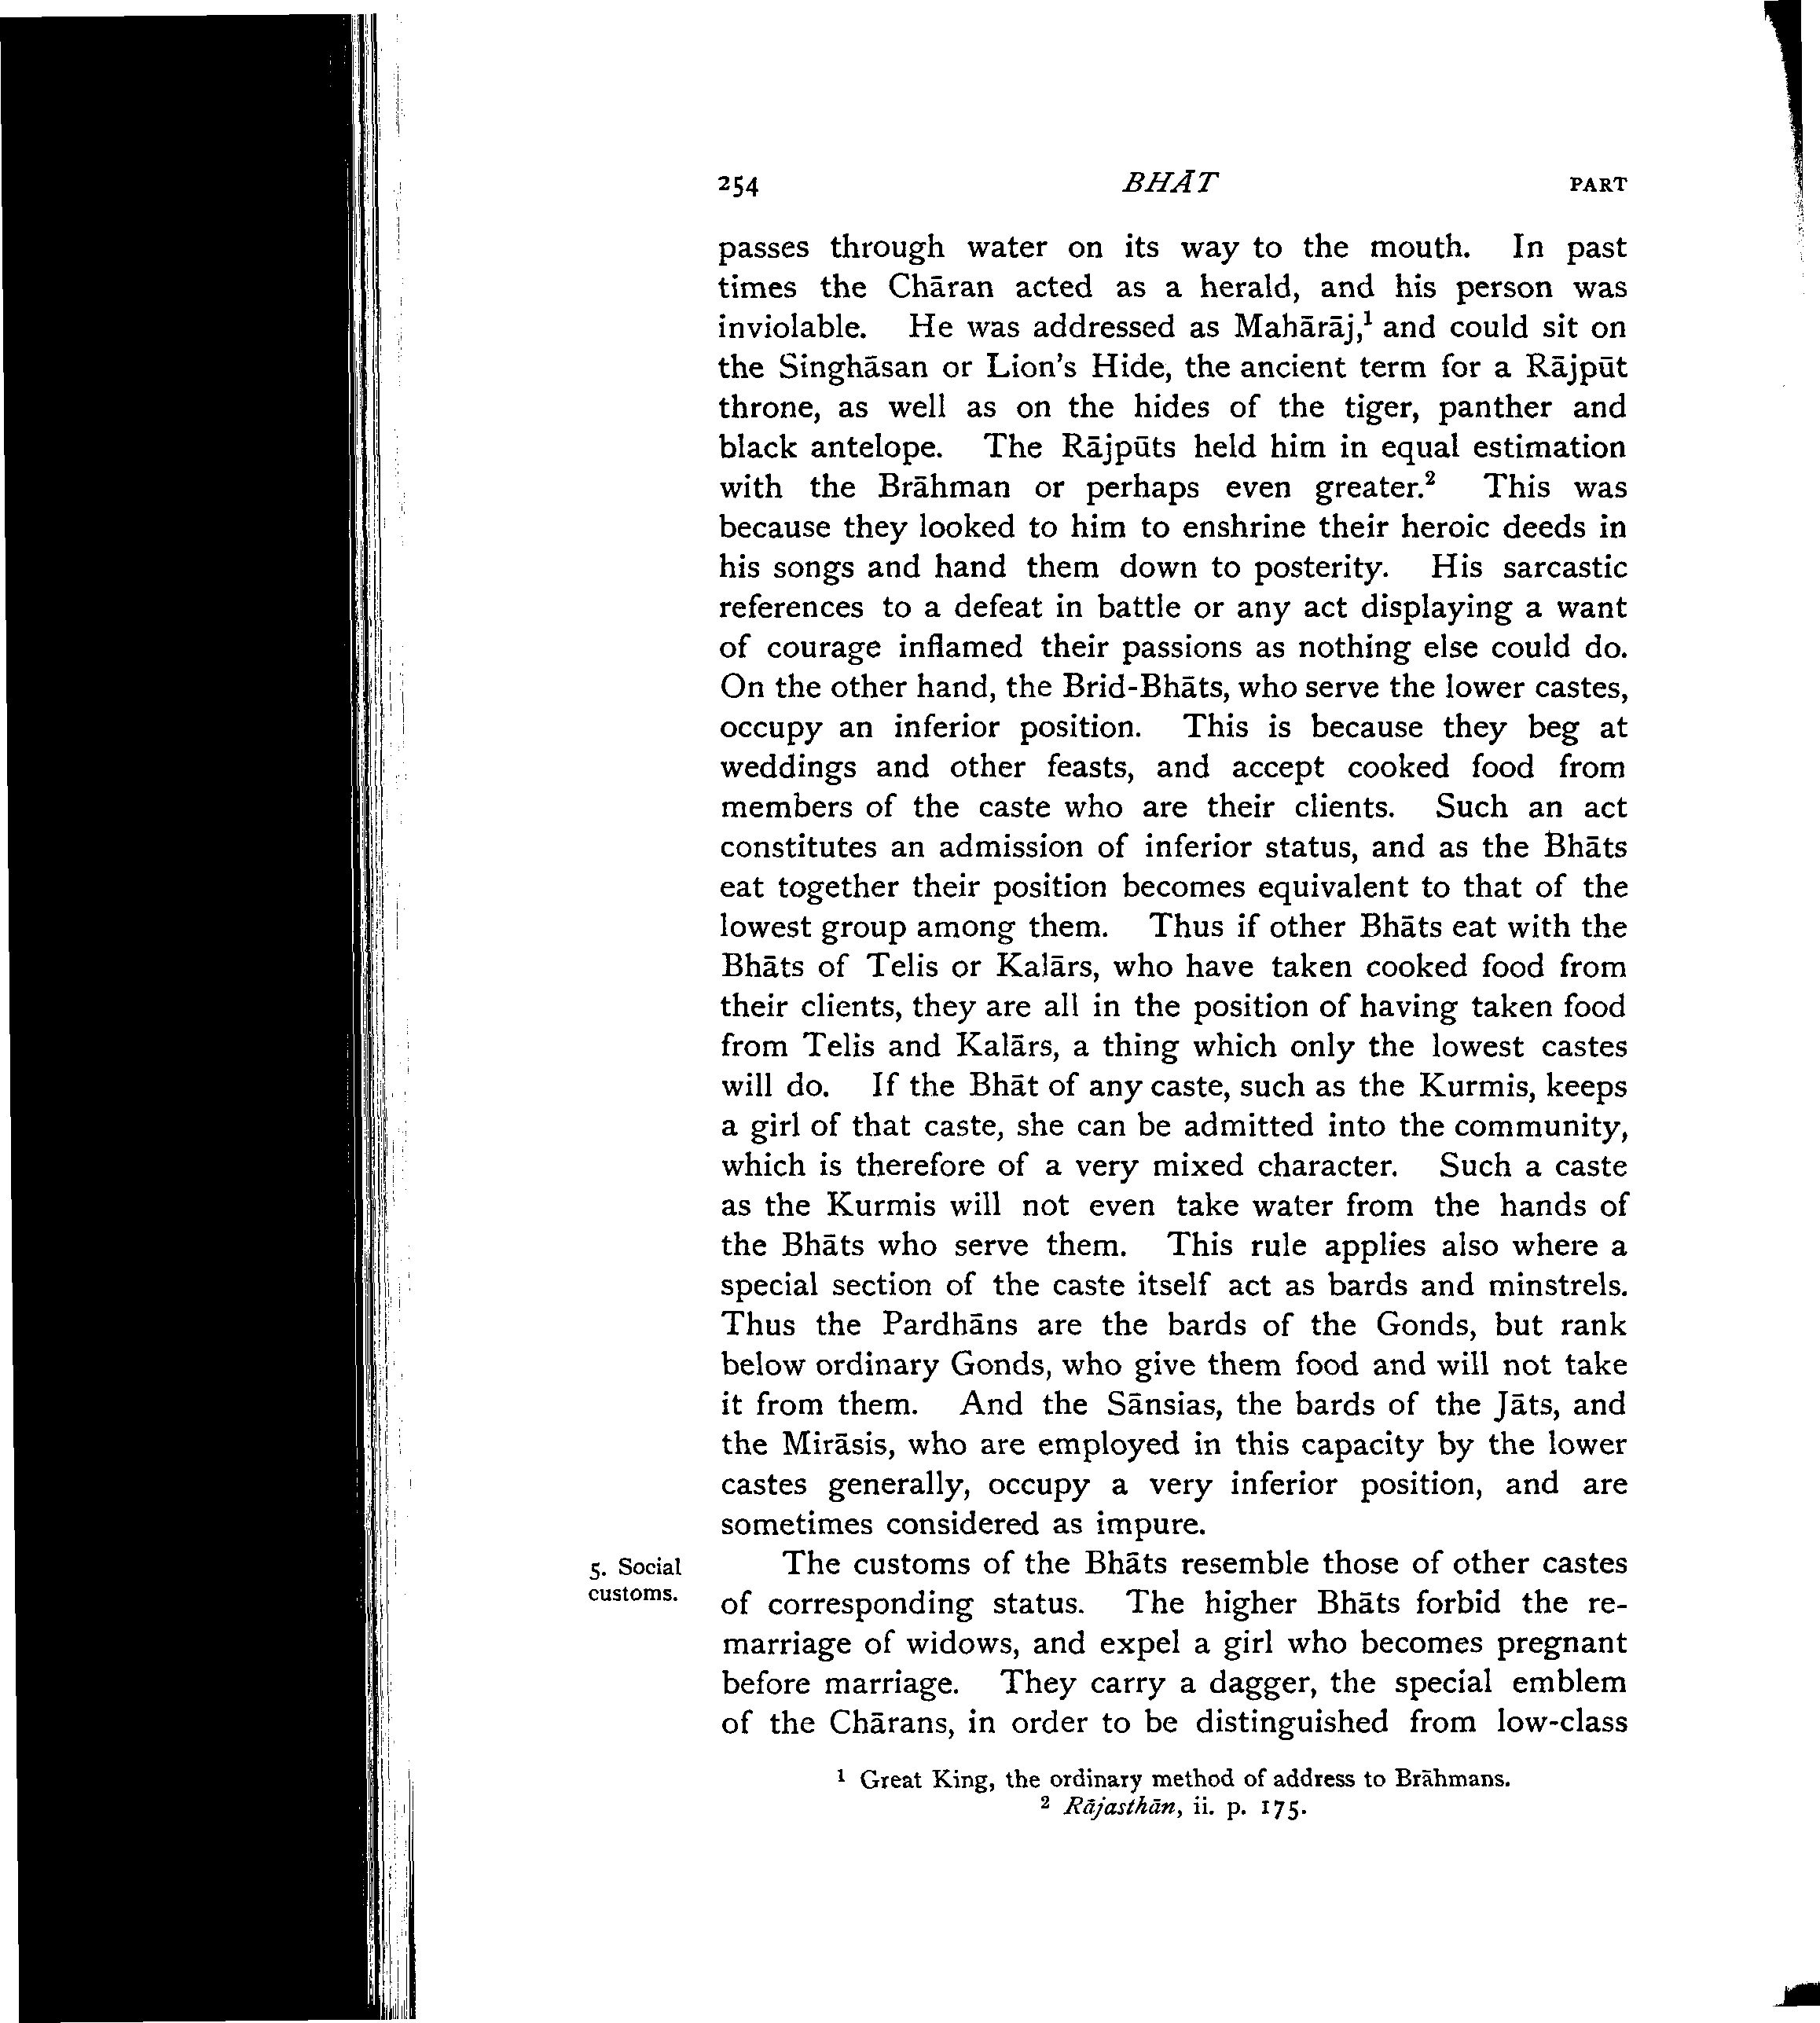 254 BHĀT PART
passes through water on its way to the mouth. In past
times the Chāran acted as a herald, and his person was
inviolable. He was addressed as Mahārāj,¹ and could sit on
the Singhāsan or Lion's Hide, the ancient term for a Rājpūt
throne, as well as on the hides of the tiger, panther and
black antelope. The Rājpūts held him in equal estimation
with the Brāhman or perhaps even greater.² This was
because they looked to him to enshrine their heroic deeds in
his songs and hand them down to posterity. His sarcastic
references to a defeat in battle or any act displaying a want
of courage inflamed their passions as nothing else could do.
On the other hand, the Brid-Bhāts, who serve the lower castes,
occupy an inferior position. This is because they beg at
weddings and other feasts, and accept cooked food from
members of the caste who are their clients. Such an act
constitutes an admission of inferior status, and as the Bhāts
eat together their position becomes equivalent to that of the
lowest group among them. Thus if other Bhāts eat with the
Bhāts of Telis or Kalārs, who have taken cooked food from
their clients, they are all in the position of having taken food
from Telis and Kalārs, a thing which only the lowest castes
will do. If the Bhāt of any caste, such as the Kurmis, keeps
a girl of that caste, she can be admitted into the community,
which is therefore of a very mixed character. Such a caste
as the Kurmis will not even take water from the hands of
the Bhāts who serve them. This rule applies also where a
special section of the caste itself act as bards and minstrels.
Thus the Pardhāns are the bards of the Gonds, but rank
below ordinary Gonds, who give them food and will not take
it from them. And the Sānsias, the bards of the Jāts, and
the Mirāsis, who are employed in this capacity by the lower
castes generally, occupy a very inferior position, and are
sometimes considered as impure.
5. Social
customs.
The customs of the Bhāts resemble those of other castes
of corresponding status. The higher Bhāts forbid the re-
marriage of widows, and expel a girl who becomes pregnant
before marriage. They carry a dagger, the special emblem
of the Chārans, in order to be distinguished from low-class
¹ Great King, the ordinary method of address to Brāhmans.
² Rājasthān, ii. p. 175.